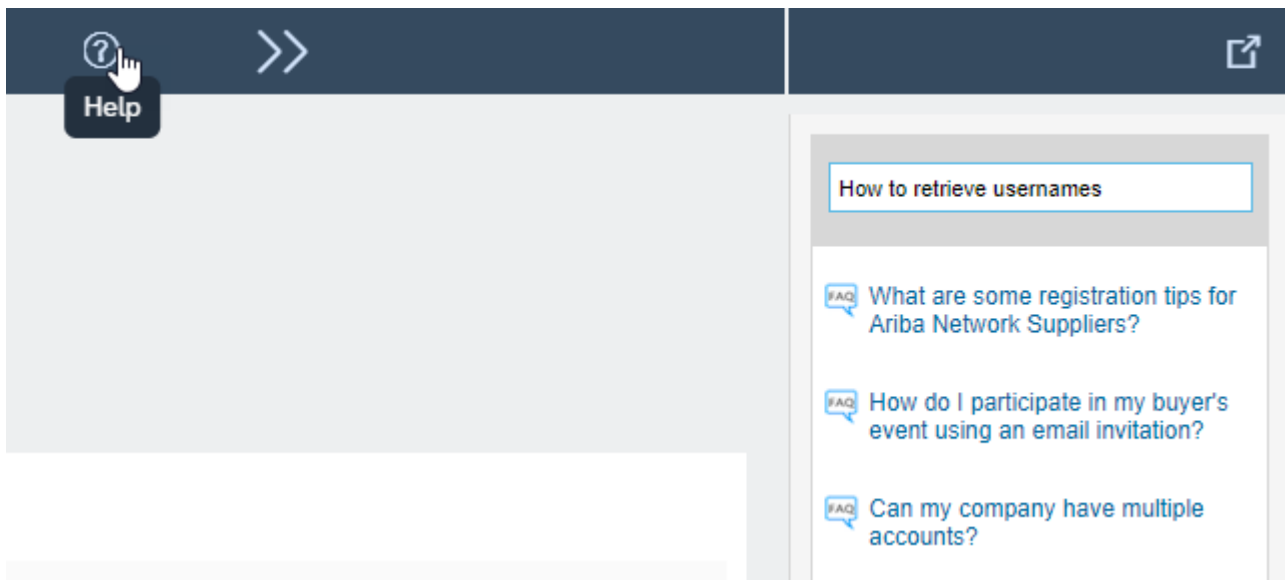 ?
Help
How to retrieve usernames
FAQ What are some registration tips for
Ariba Network Suppliers?
FAQ How do I participate in my buyer's
event using an email invitation?
FAQ Can my company have multiple
accounts?